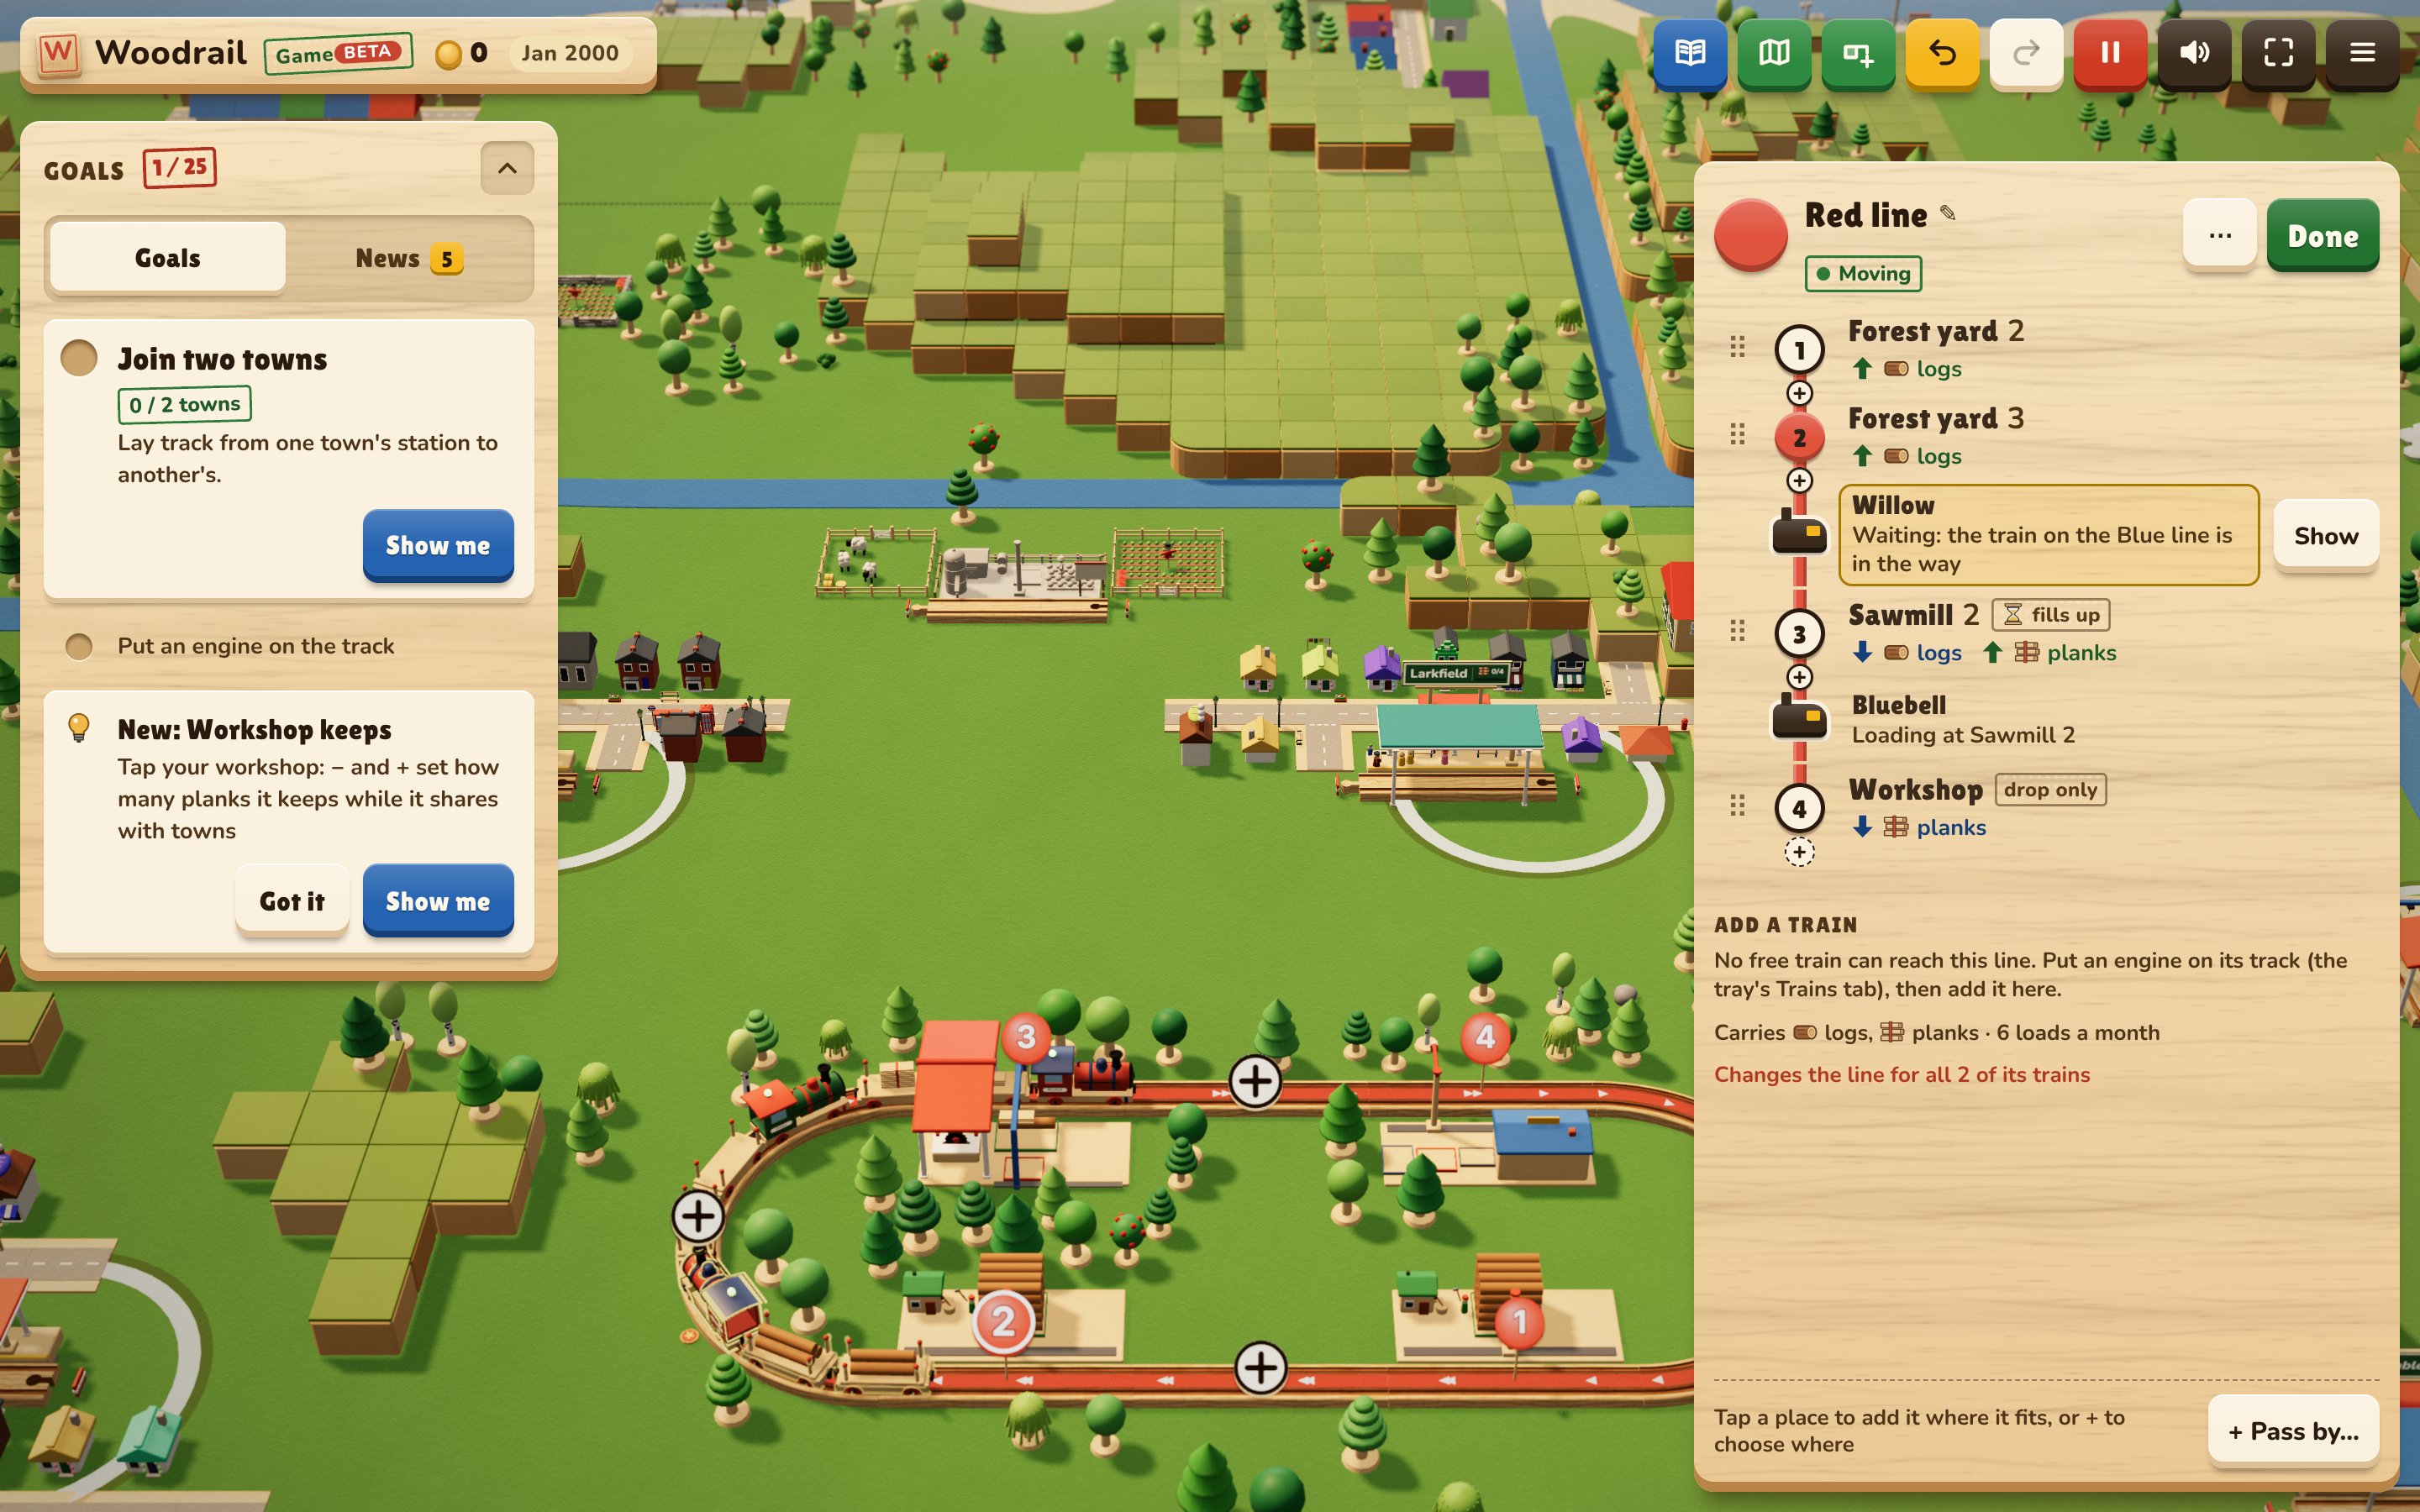 W Woodrail Game BETA 0 Jan 2000
GOALS 1/25
Goals News 5
Join two towns
0 / 2 towns
Lay track from one town's station to
another's.
Show me
Put an engine on the track
New: Workshop keeps
Tap your workshop: − and + set how
many planks it keeps while it shares
with towns
Got it Show me
Larkfield 0/4
3
4
2
1
Red line
Moving
... Done
1 Forest yard 2
logs
2 Forest yard 3
logs
Willow
Waiting: the train on the Blue line is
in the way
Show
3 Sawmill 2 fills up
logs planks
Bluebell
Loading at Sawmill 2
4 Workshop drop only
planks
ADD A TRAIN
No free train can reach this line. Put an engine on its track (the
tray's Trains tab), then add it here.
Carries logs, planks · 6 loads a month
Changes the line for all 2 of its trains
Tap a place to add it where it fits, or + to
choose where
+ Pass by...